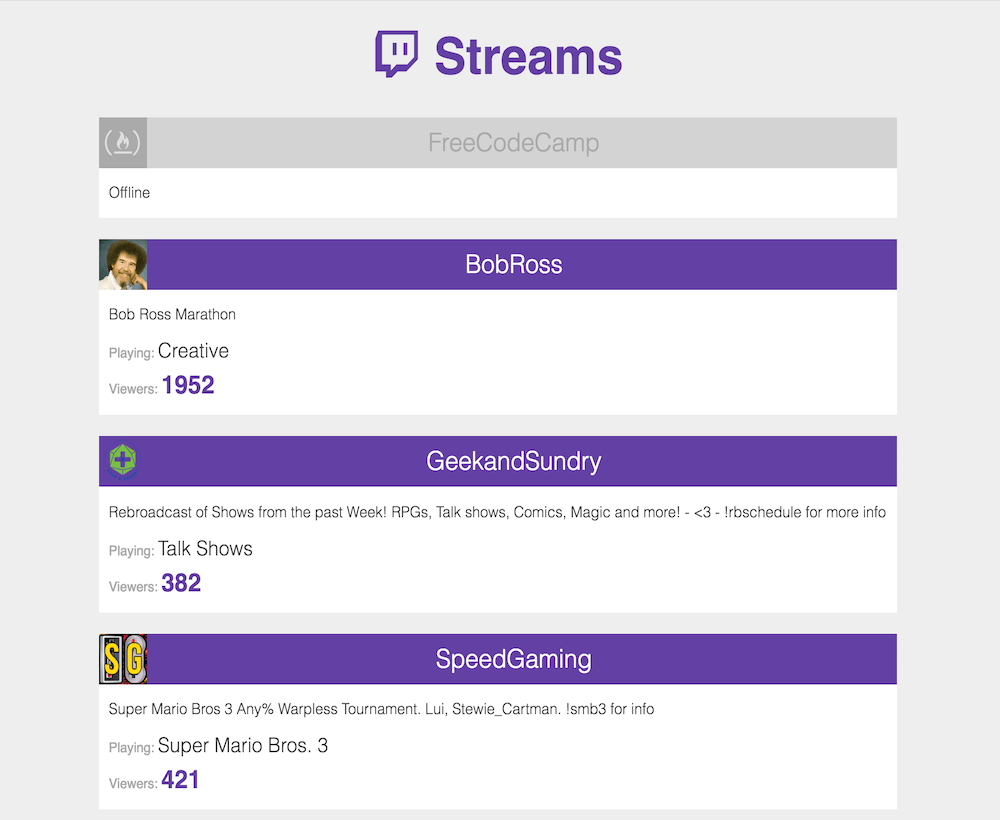 Streams
FreeCodeCamp
Offline
BobRoss
Bob Ross Marathon
Playing: Creative
Viewers: 1952
GeekandSundry
Rebroadcast of Shows from the past Week! RPGs, Talk shows, Comics, Magic and more! - <3 - !rbschedule for more info
Playing: Talk Shows
Viewers: 382
SG
SpeedGaming
Super Mario Bros 3 Any% Warpless Tournament. Lui, Stewie_Cartman. !smb3 for info
Playing: Super Mario Bros. 3
Viewers: 421